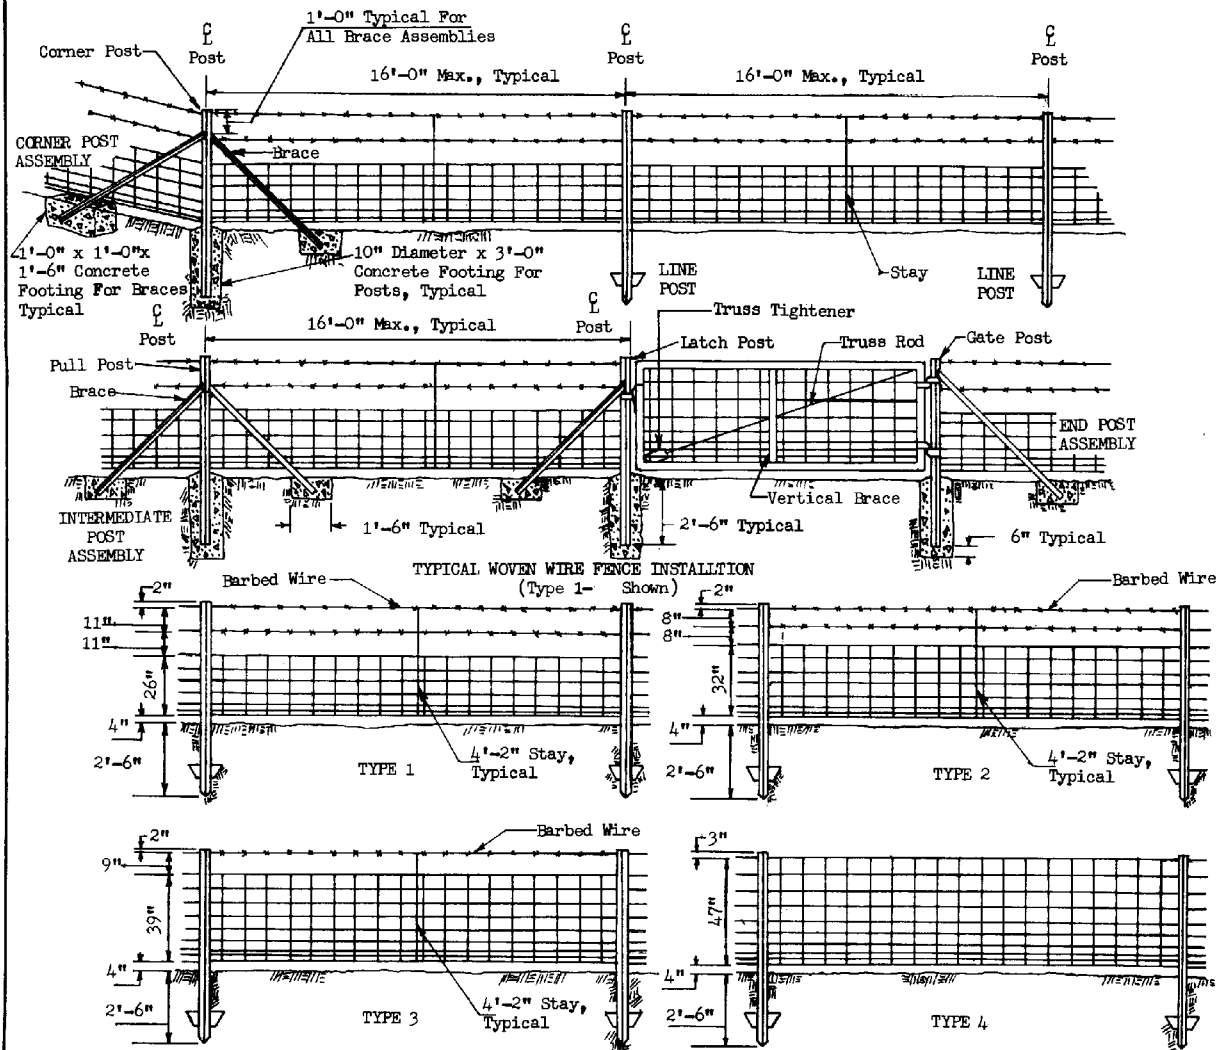 1'-0" Typical For
All Brace Assemblies
℄
Post
℄
Post
℄
Post
Corner Post
16'-0" Max., Typical
16'-0" Max., Typical
CORNER POST
ASSEMBLY
Brace
1'-0" x 1'-0"x
1'-6" Concrete
Footing For Braces
Typical
10" Diameter x 3'-0"
Concrete Footing For
Posts, Typical
LINE
POST
Stay
LINE
POST
℄
Post
16'-0" Max., Typical
℄
Post
Truss Tightener
Latch Post
Truss Rod
Gate Post
Pull Post
Brace
END POST
ASSEMBLY
INTERMEDIATE
POST
ASSEMBLY
1'-6" Typical
Vertical Brace
2'-6" Typical
6" Typical
TYPICAL WOVEN WIRE FENCE INSTALLTION
(Type 1- Shown)
2"
Barbed Wire
11"
11"
26"
4"
2'-6"
4'-2" Stay,
Typical
TYPE 1
2"
Barbed Wire
8"
8"
32"
4"
2'-6"
4'-2" Stay,
Typical
TYPE 2
2"
Barbed Wire
9"
39"
4"
2'-6"
4'-2" Stay,
Typical
TYPE 3
3"
47"
4"
2'-6"
TYPE 4